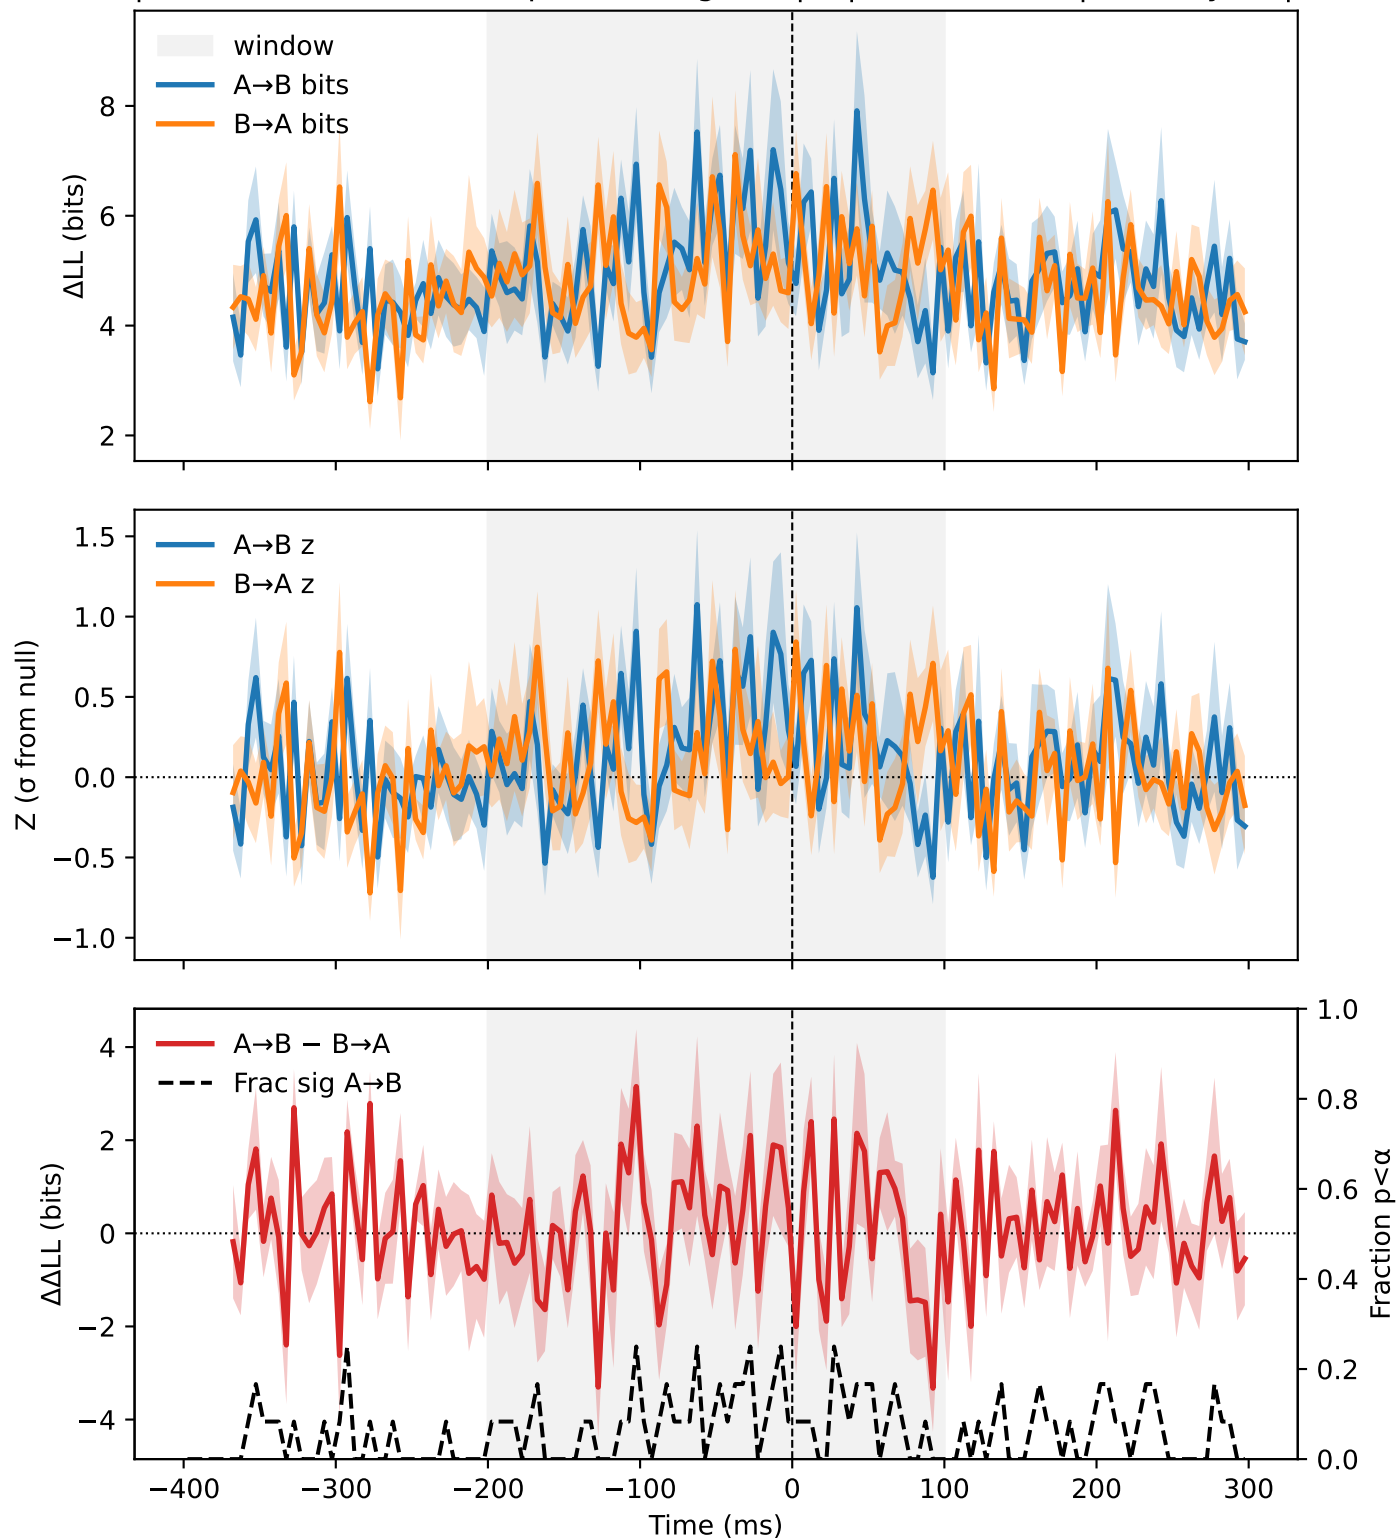 window
A→B bits
B→A bits
ΔLL (bits)
8
6
4
2
A→B z
B→A z
Z (σ from null)
1.5
1.0
0.5
0.0
−0.5
−1.0
A→B − B→A
Frac sig A→B
ΔΔLL (bits)
4
2
0
−2
−4
1.0
0.8
0.6
0.4
0.2
0.0
Fraction p<α
−400
−300
−200
−100
0
100
200
300
Time (ms)